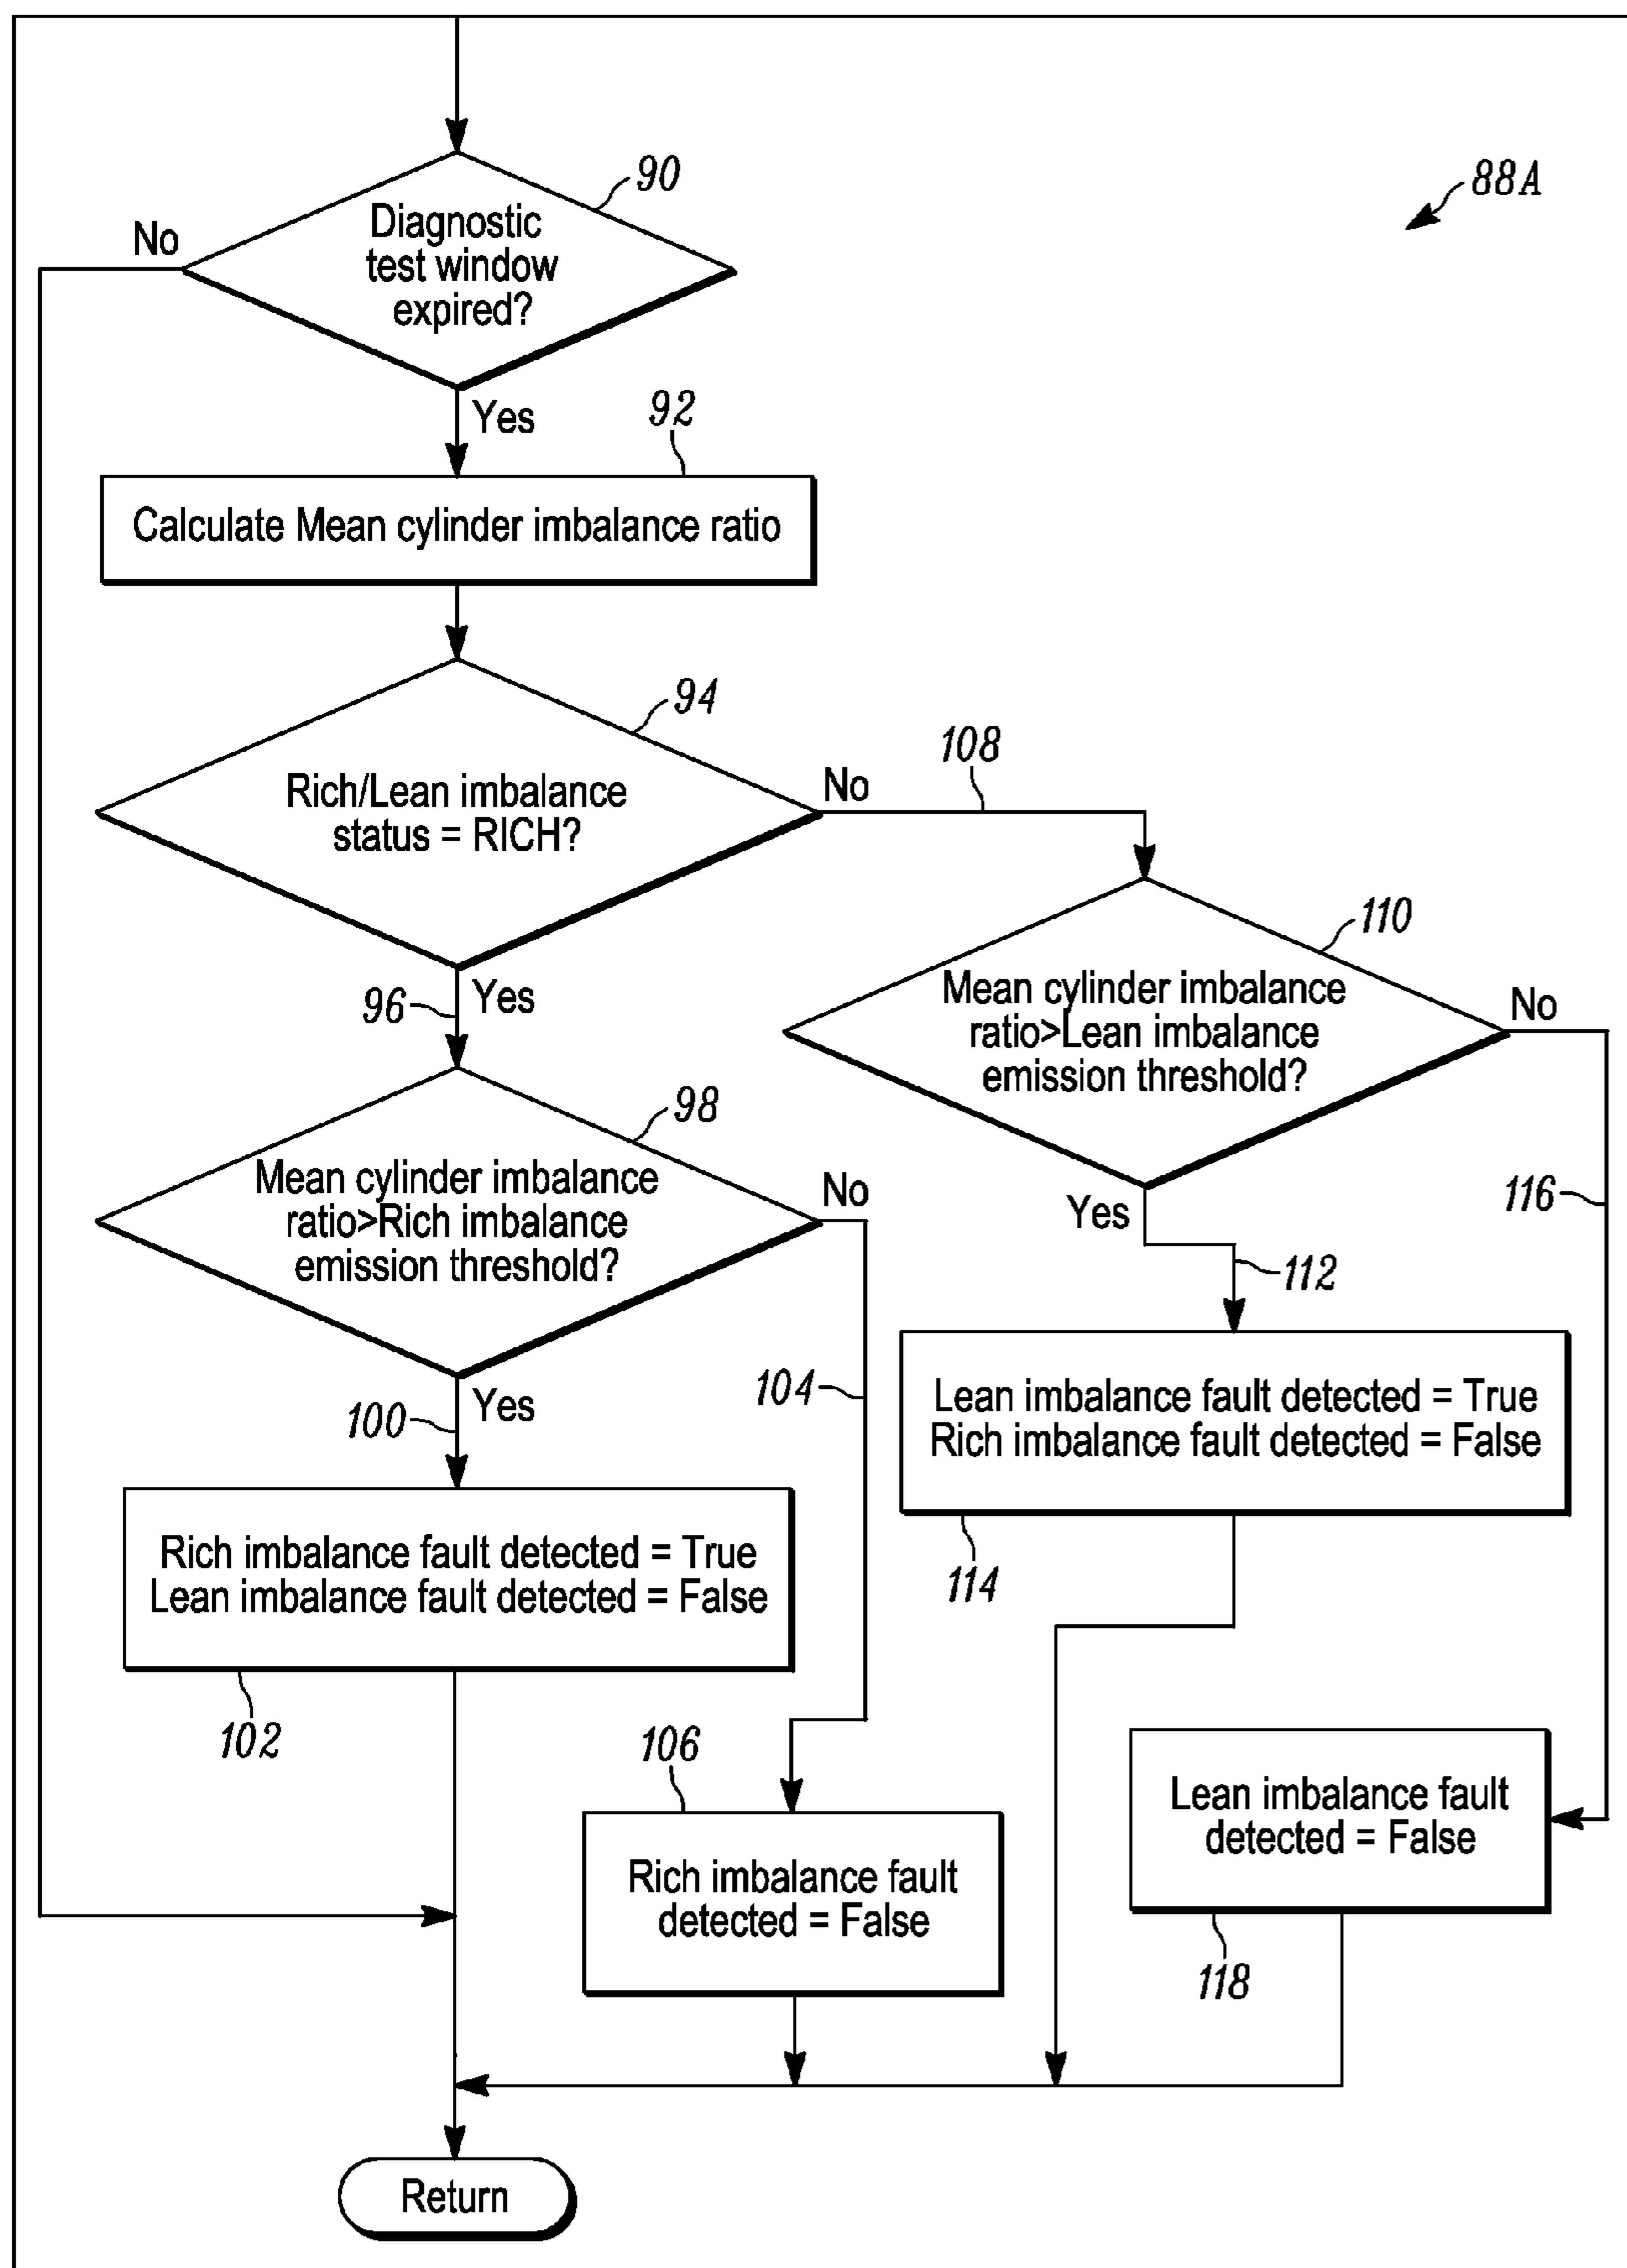 90
88A
No
Diagnostic
test window
expired?
Yes
92
Calculate Mean cylinder imbalance ratio
94
Rich/Lean imbalance
status = RICH?
No
108
96
Yes
110
Mean cylinder imbalance
ratio>Lean imbalance
emission threshold?
No
116
Yes
112
98
Mean cylinder imbalance
ratio>Rich imbalance
emission threshold?
No
104
100
Yes
Lean imbalance fault detected = True
Rich imbalance fault detected = False
114
Rich imbalance fault detected = True
Lean imbalance fault detected = False
102
106
Rich imbalance fault
detected = False
Lean imbalance fault
detected = False
118
Return